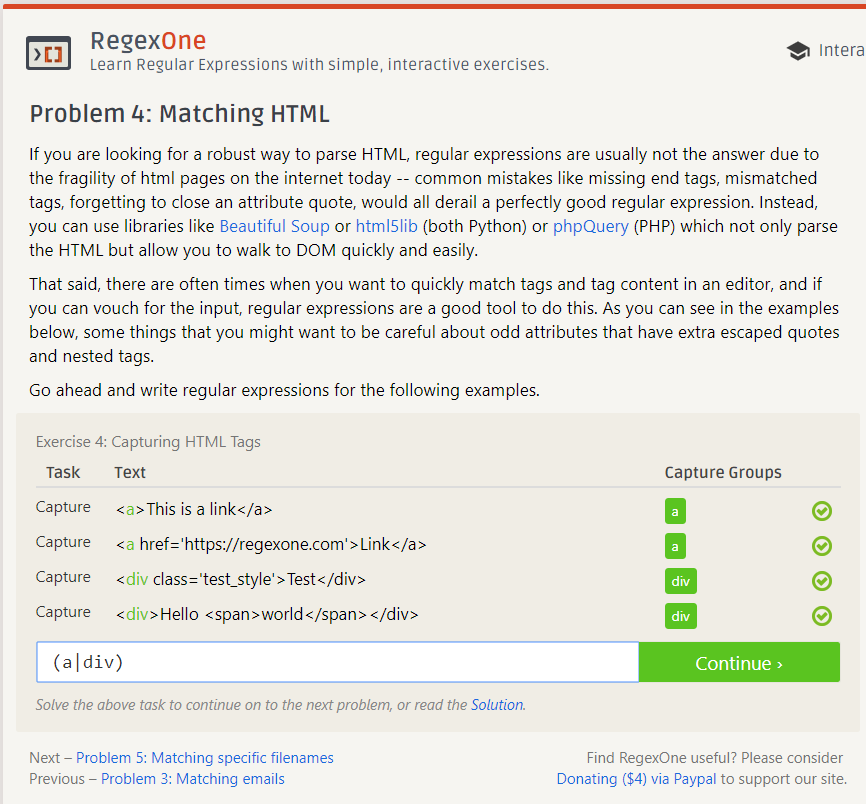 RegexOne
Intera
Learn Regular Expressions with simple, interactive exercises.
Problem 4: Matching HTML
If you are looking for a robust way to parse HTML, regular expressions are usually not the answer due to
the fragility of html pages on the internet today -- common mistakes like missing end tags, mismatched
tags, forgetting to close an attribute quote, would all derail a perfectly good regular expression. Instead,
you can use libraries like Beautiful Soup or html5lib (both Python) or phpQuery (PHP) which not only parse
the HTML but allow you to walk to DOM quickly and easily.
That said, there are often times when you want to quickly match tags and tag content in an editor, and if
you can vouch for the input, regular expressions are a good tool to do this. As you can see in the examples
below, some things that you might want to be careful about odd attributes that have extra escaped quotes
and nested tags.
Go ahead and write regular expressions for the following examples.
Exercise 4: Capturing HTML Tags
Task Text Capture Groups
Capture <a>This is a link</a> a
Capture <a href='https://regexone.com'>Link</a> a
Capture <div class='test_style'>Test</div> div
Capture <div>Hello <span>world</span></div> div
(a|div) Continue ›
Solve the above task to continue on to the next problem, or read the Solution.
Next – Problem 5: Matching specific filenames
Previous – Problem 3: Matching emails
Find RegexOne useful? Please consider
Donating ($4) via Paypal to support our site.